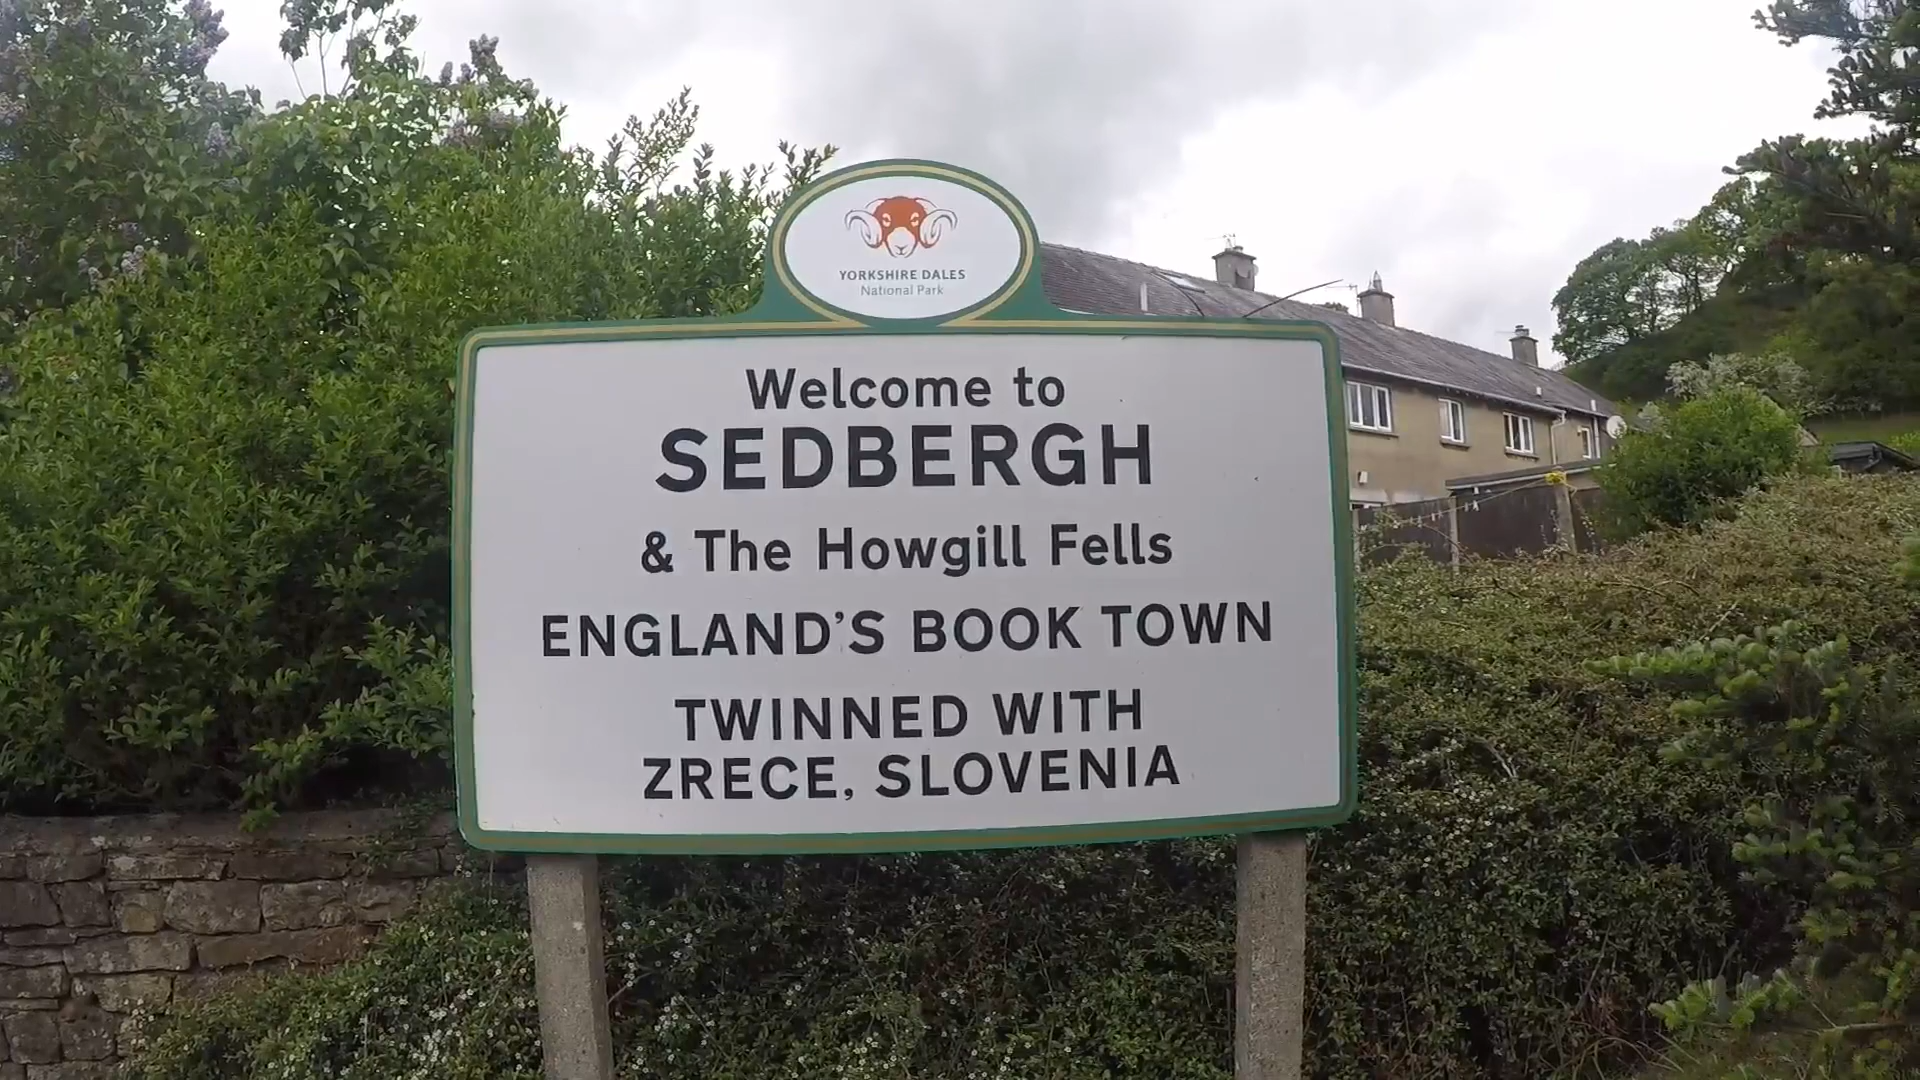 YORKSHIRE DALES
National Park
Welcome to
SEDBERGH
& The Howgill Fells
ENGLAND'S BOOK TOWN
TWINNED WITH
ZRECE, SLOVENIA